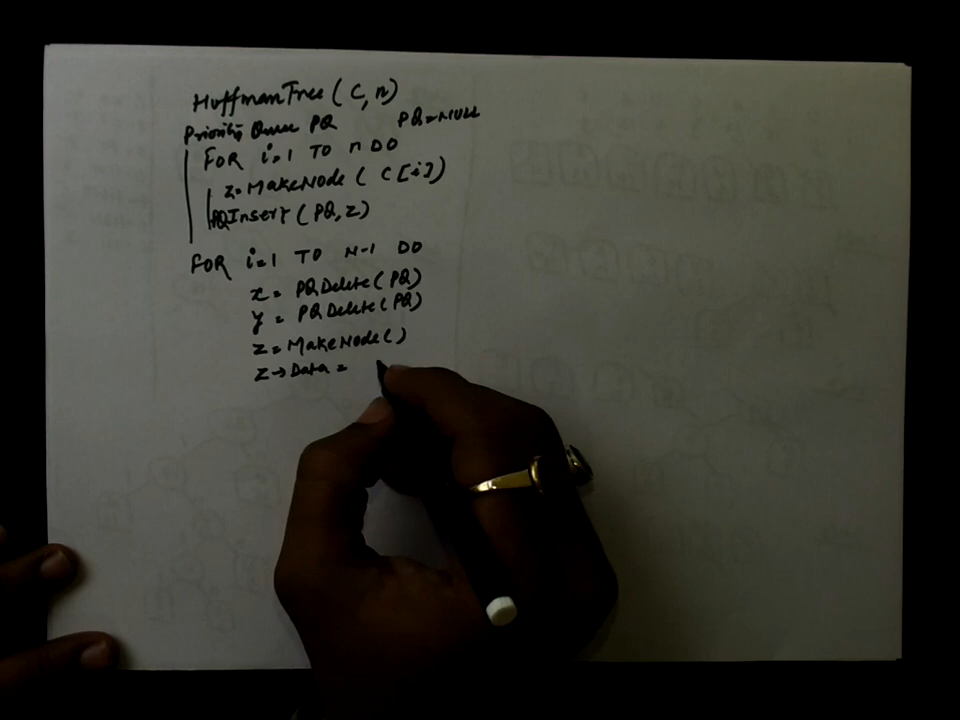 HuffmanTree (C, n)
Priority Queue PQ PQ=NULL
FOR i=1 TO n DO
z=MakeNode ( C[i])
PQInsert (PQ, z)
FOR i=1 TO N-1 DO
x= PQDelete(PQ)
y = PQDelete(PQ)
z=MakeNode()
z→Data =